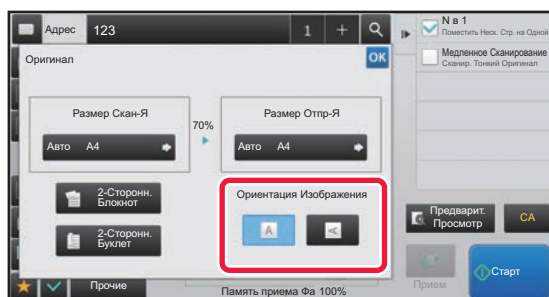 Адрес 123 1 +
N в 1
Поместить Неск. Стр. на Одной
Медленное Сканирование
Сканир. Тонкий Оригинал
Оригинал OK
Размер Скан-Я
70%
Размер Отпр-Я
Авто A4
Авто A4
2-Сторонн.
Блокнот
2-Сторонн.
Буклет
Ориентация Изображения
A A
Предварит.
Просмотр
CA
Прочие
Память приема Фа 100%
Прием
Старт